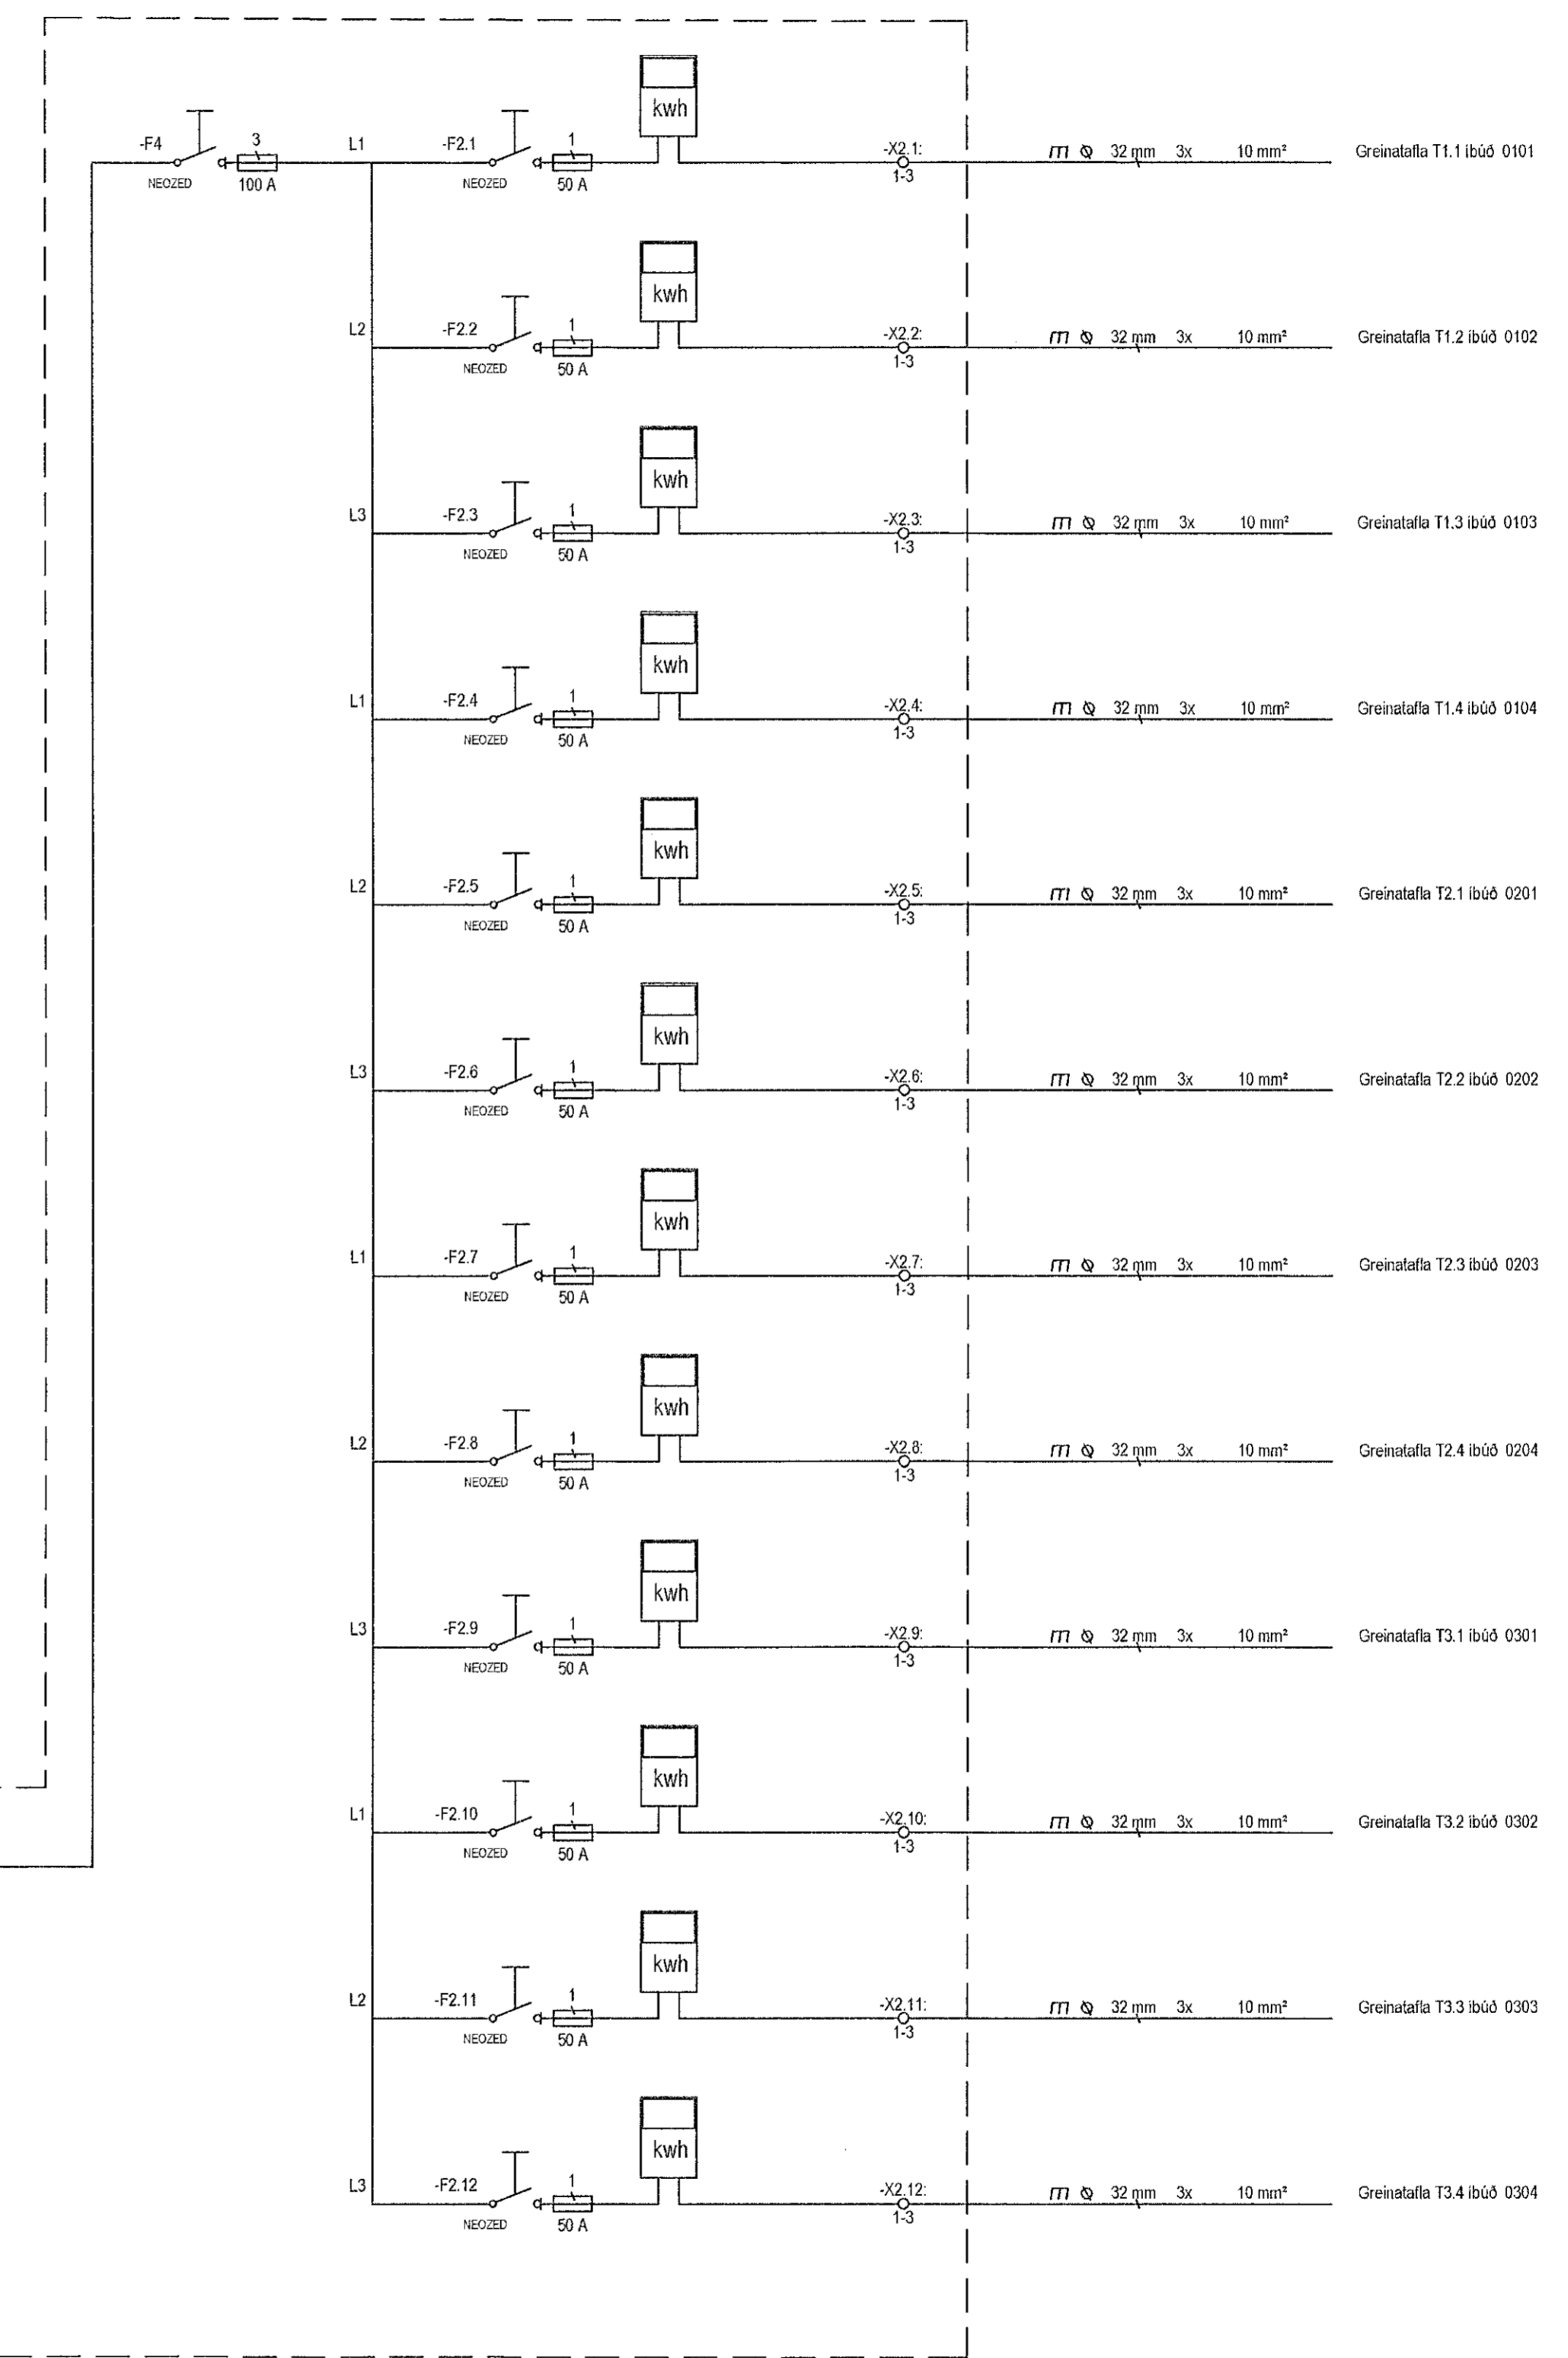 kwh
-F4 3 L1 -F2.1 1 -X2.1: m Ø 32 mm 3x 10 mm² Greinatafla T1.1 íbúð 0101
NEOZED 100 A NEOZED 50 A 1-3
kwh
L2 -F2.2 1 -X2.2: m Ø 32 mm 3x 10 mm² Greinatafla T1.2 íbúð 0102
NEOZED 50 A 1-3
kwh
L3 -F2.3 1 -X2.3: m Ø 32 mm 3x 10 mm² Greinatafla T1.3 íbúð 0103
NEOZED 50 A 1-3
kwh
L1 -F2.4 1 -X2.4: m Ø 32 mm 3x 10 mm² Greinatafla T1.4 íbúð 0104
NEOZED 50 A 1-3
kwh
L2 -F2.5 1 -X2.5: m Ø 32 mm 3x 10 mm² Greinatafla T2.1 íbúð 0201
NEOZED 50 A 1-3
kwh
L3 -F2.6 1 -X2.6: m Ø 32 mm 3x 10 mm² Greinatafla T2.2 íbúð 0202
NEOZED 50 A 1-3
kwh
L1 -F2.7 1 -X2.7: m Ø 32 mm 3x 10 mm² Greinatafla T2.3 íbúð 0203
NEOZED 50 A 1-3
kwh
L2 -F2.8 1 -X2.8: m Ø 32 mm 3x 10 mm² Greinatafla T2.4 íbúð 0204
NEOZED 50 A 1-3
kwh
L3 -F2.9 1 -X2.9: m Ø 32 mm 3x 10 mm² Greinatafla T3.1 íbúð 0301
NEOZED 50 A 1-3
kwh
L1 -F2.10 1 -X2.10: m Ø 32 mm 3x 10 mm² Greinatafla T3.2 íbúð 0302
NEOZED 50 A 1-3
kwh
L2 -F2.11 1 -X2.11: m Ø 32 mm 3x 10 mm² Greinatafla T3.3 íbúð 0303
NEOZED 50 A 1-3
kwh
L3 -F2.12 1 -X2.12: m Ø 32 mm 3x 10 mm² Greinatafla T3.4 íbúð 0304
NEOZED 50 A 1-3